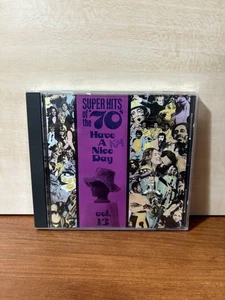 SUPER HITS
of the '70s
Have
A
Nice
Day
vol.
13